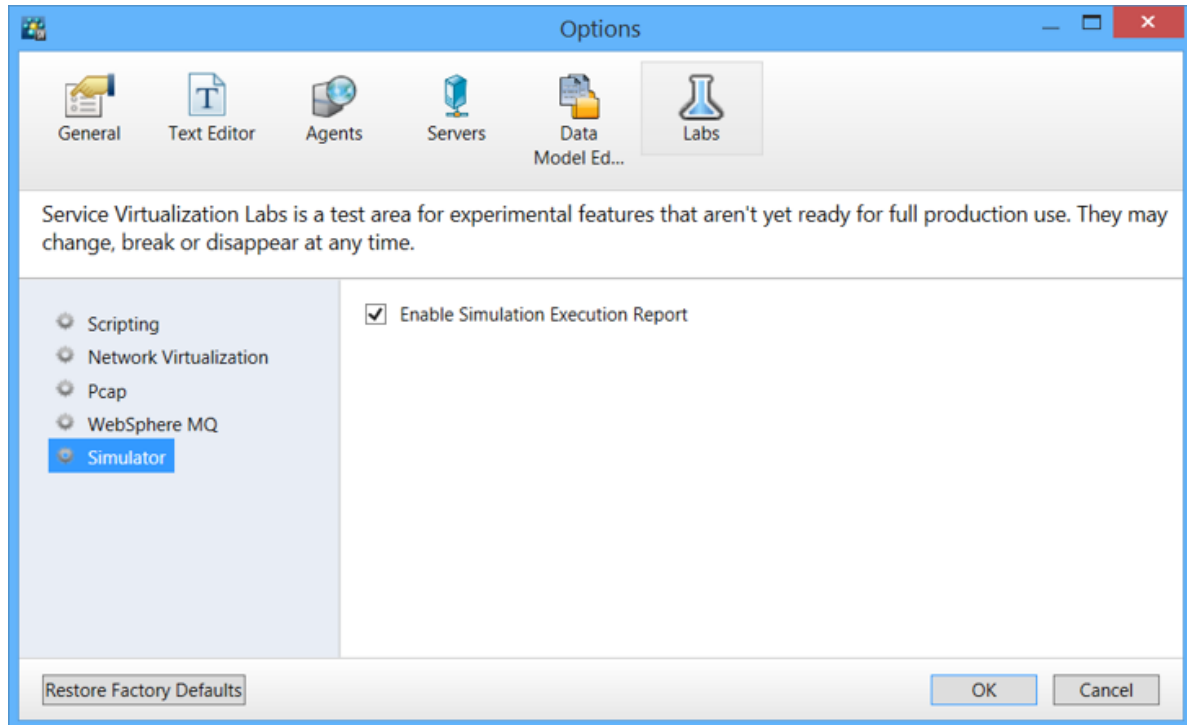 Options
General
Text Editor
Agents
Servers
Data
Model Ed...
Labs
Service Virtualization Labs is a test area for experimental features that aren't yet ready for full production use. They may
change, break or disappear at any time.
Scripting
Network Virtualization
Pcap
WebSphere MQ
Simulator
Enable Simulation Execution Report
Restore Factory Defaults
OK
Cancel